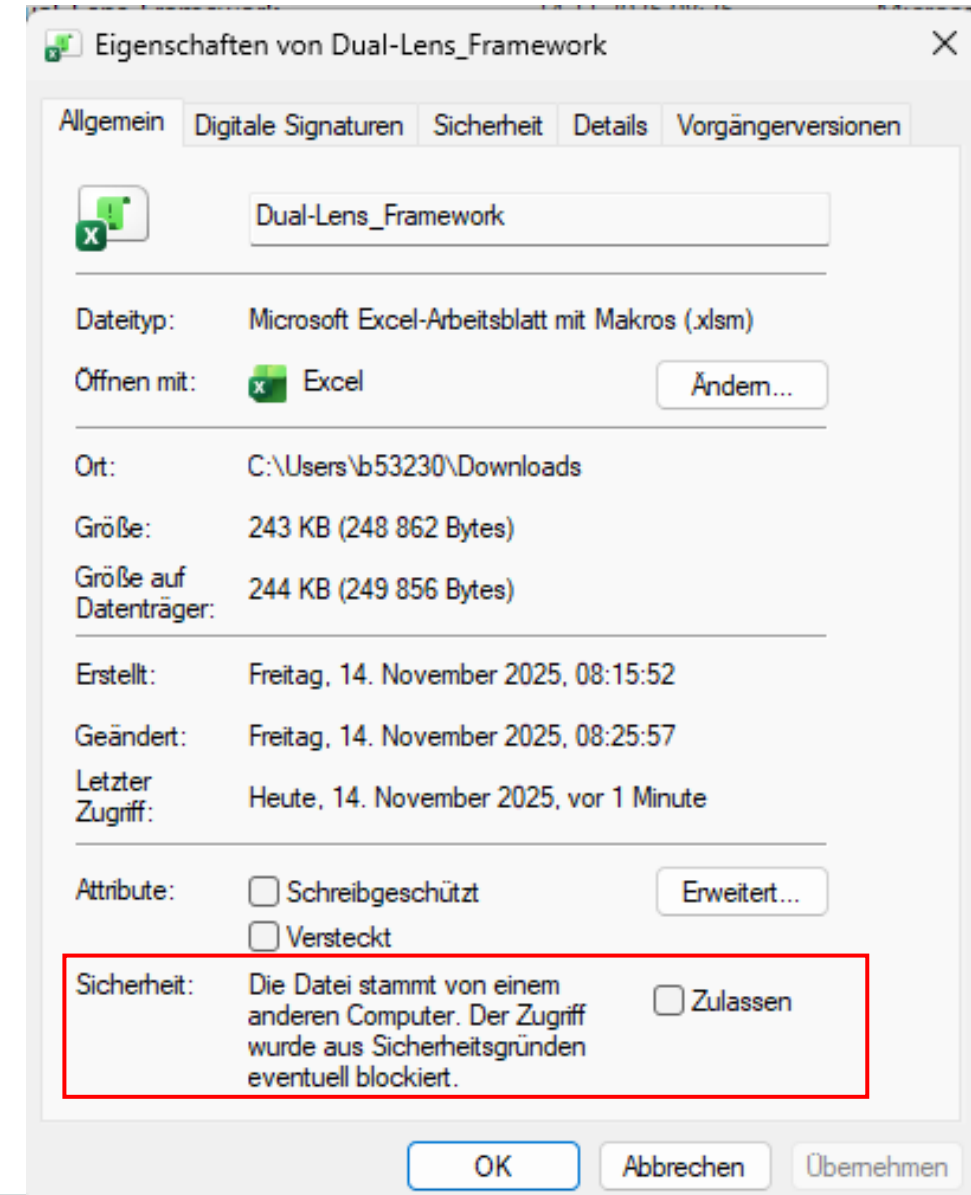 Eigenschaften von Dual-Lens_Framework
Allgemein Digitale Signaturen Sicherheit Details Vorgängerversionen
Dual-Lens_Framework
Dateityp: Microsoft Excel-Arbeitsblatt mit Makros (.xlsm)
Öffnen mit: Excel Ändern...
Ort: C:\Users\b53230\Downloads
Größe: 243 KB (248 862 Bytes)
Größe auf
Datenträger: 244 KB (249 856 Bytes)
Erstellt: Freitag, 14. November 2025, 08:15:52
Geändert: Freitag, 14. November 2025, 08:25:57
Letzter
Zugriff: Heute, 14. November 2025, vor 1 Minute
Attribute: Schreibgeschützt Erweitert...
Versteckt
Sicherheit: Die Datei stammt von einem
anderen Computer. Der Zugriff
wurde aus Sicherheitsgründen
eventuell blockiert.
Zulassen
OK Abbrechen Übernehmen